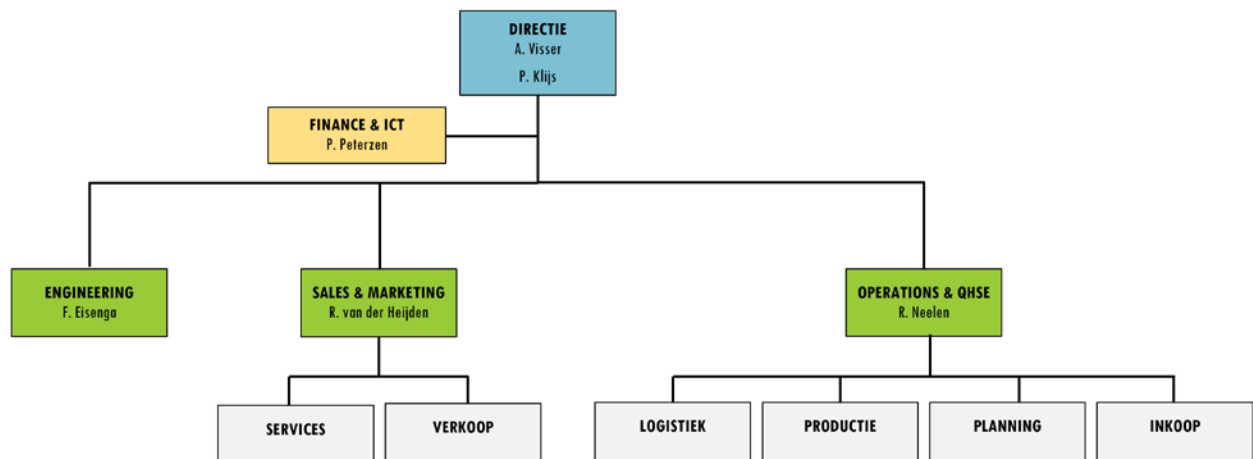 DIRECTIE
A. Visser
P. Klijs
FINANCE & ICT
P. Peterzen
ENGINEERING
F. Eisenga
SALES & MARKETING
R. van der Heijden
OPERATIONS & QHSE
R. Neelen
SERVICES
VERKOOP
LOGISTIEK
PRODUCTIE
PLANNING
INKOOP